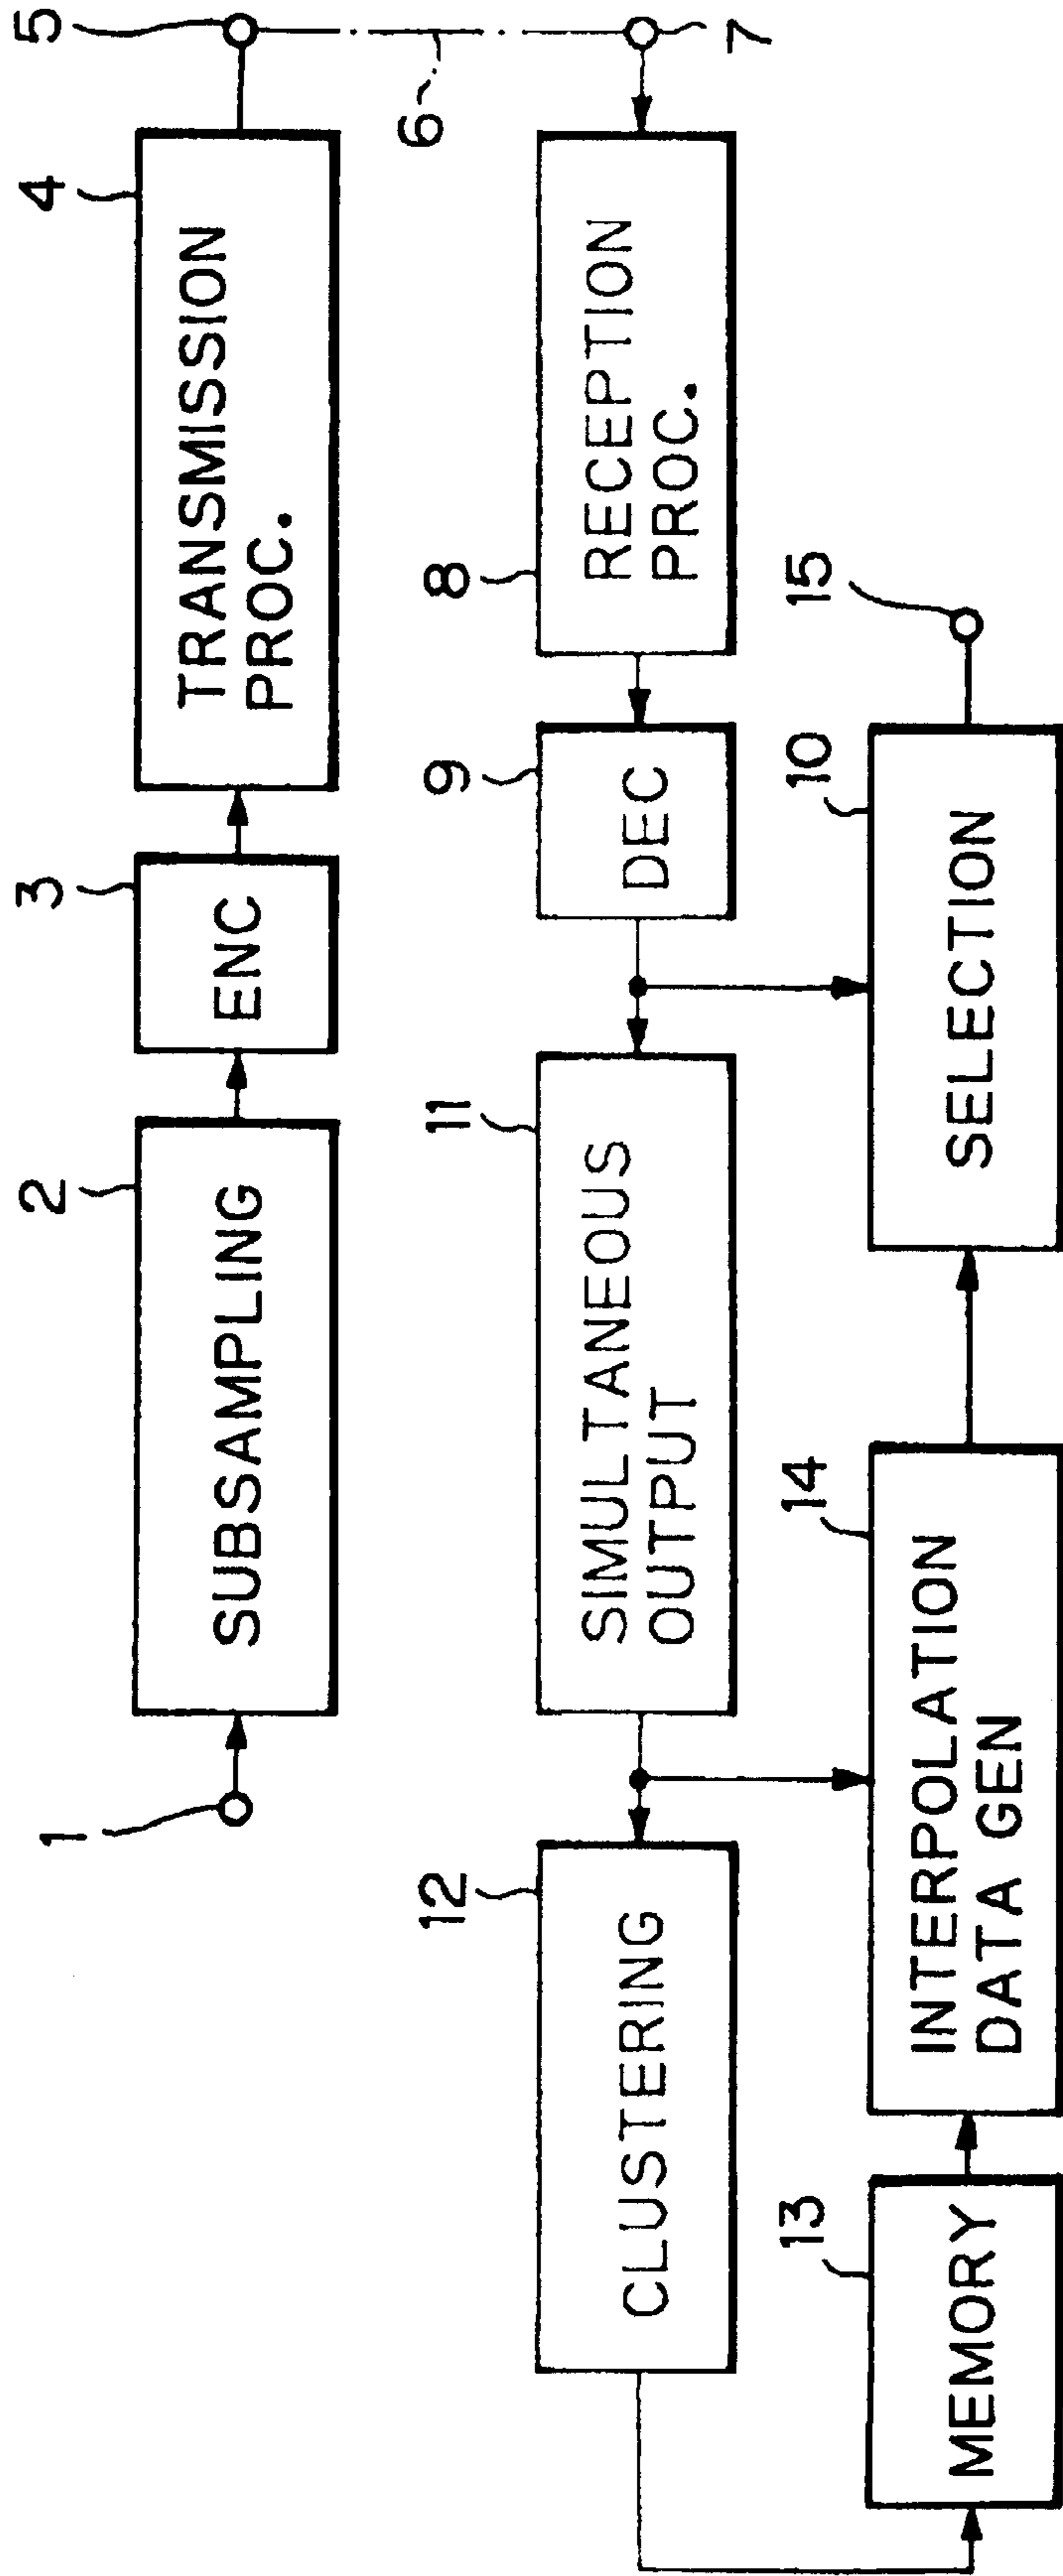 1
2
SUBSAMPLING
3
ENC
4
TRANSMISSION
PROC.
5
6
7
12
CLUSTERING
11
SIMULTANEOUS
OUTPUT
9
DEC
8
RECEPTION
PROC.
13
MEMORY
14
INTERPOLATION
DATA GEN
10
SELECTION
15